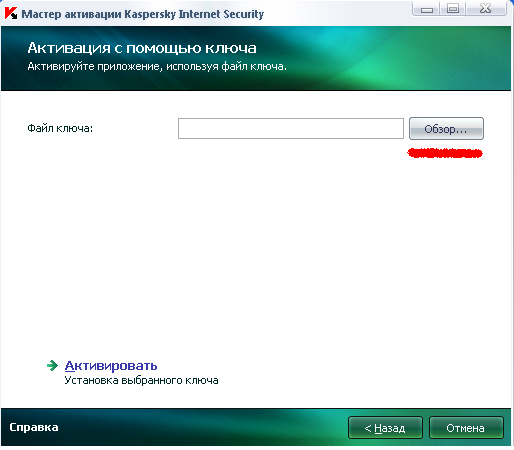 Мастер активации Kaspersky Internet Security
Активация с помощью ключа
Активируйте приложение, используя файл ключа.
Файл ключа:
Обзор...
Активировать
Установка выбранного ключа
Справка
< Назад
Отмена